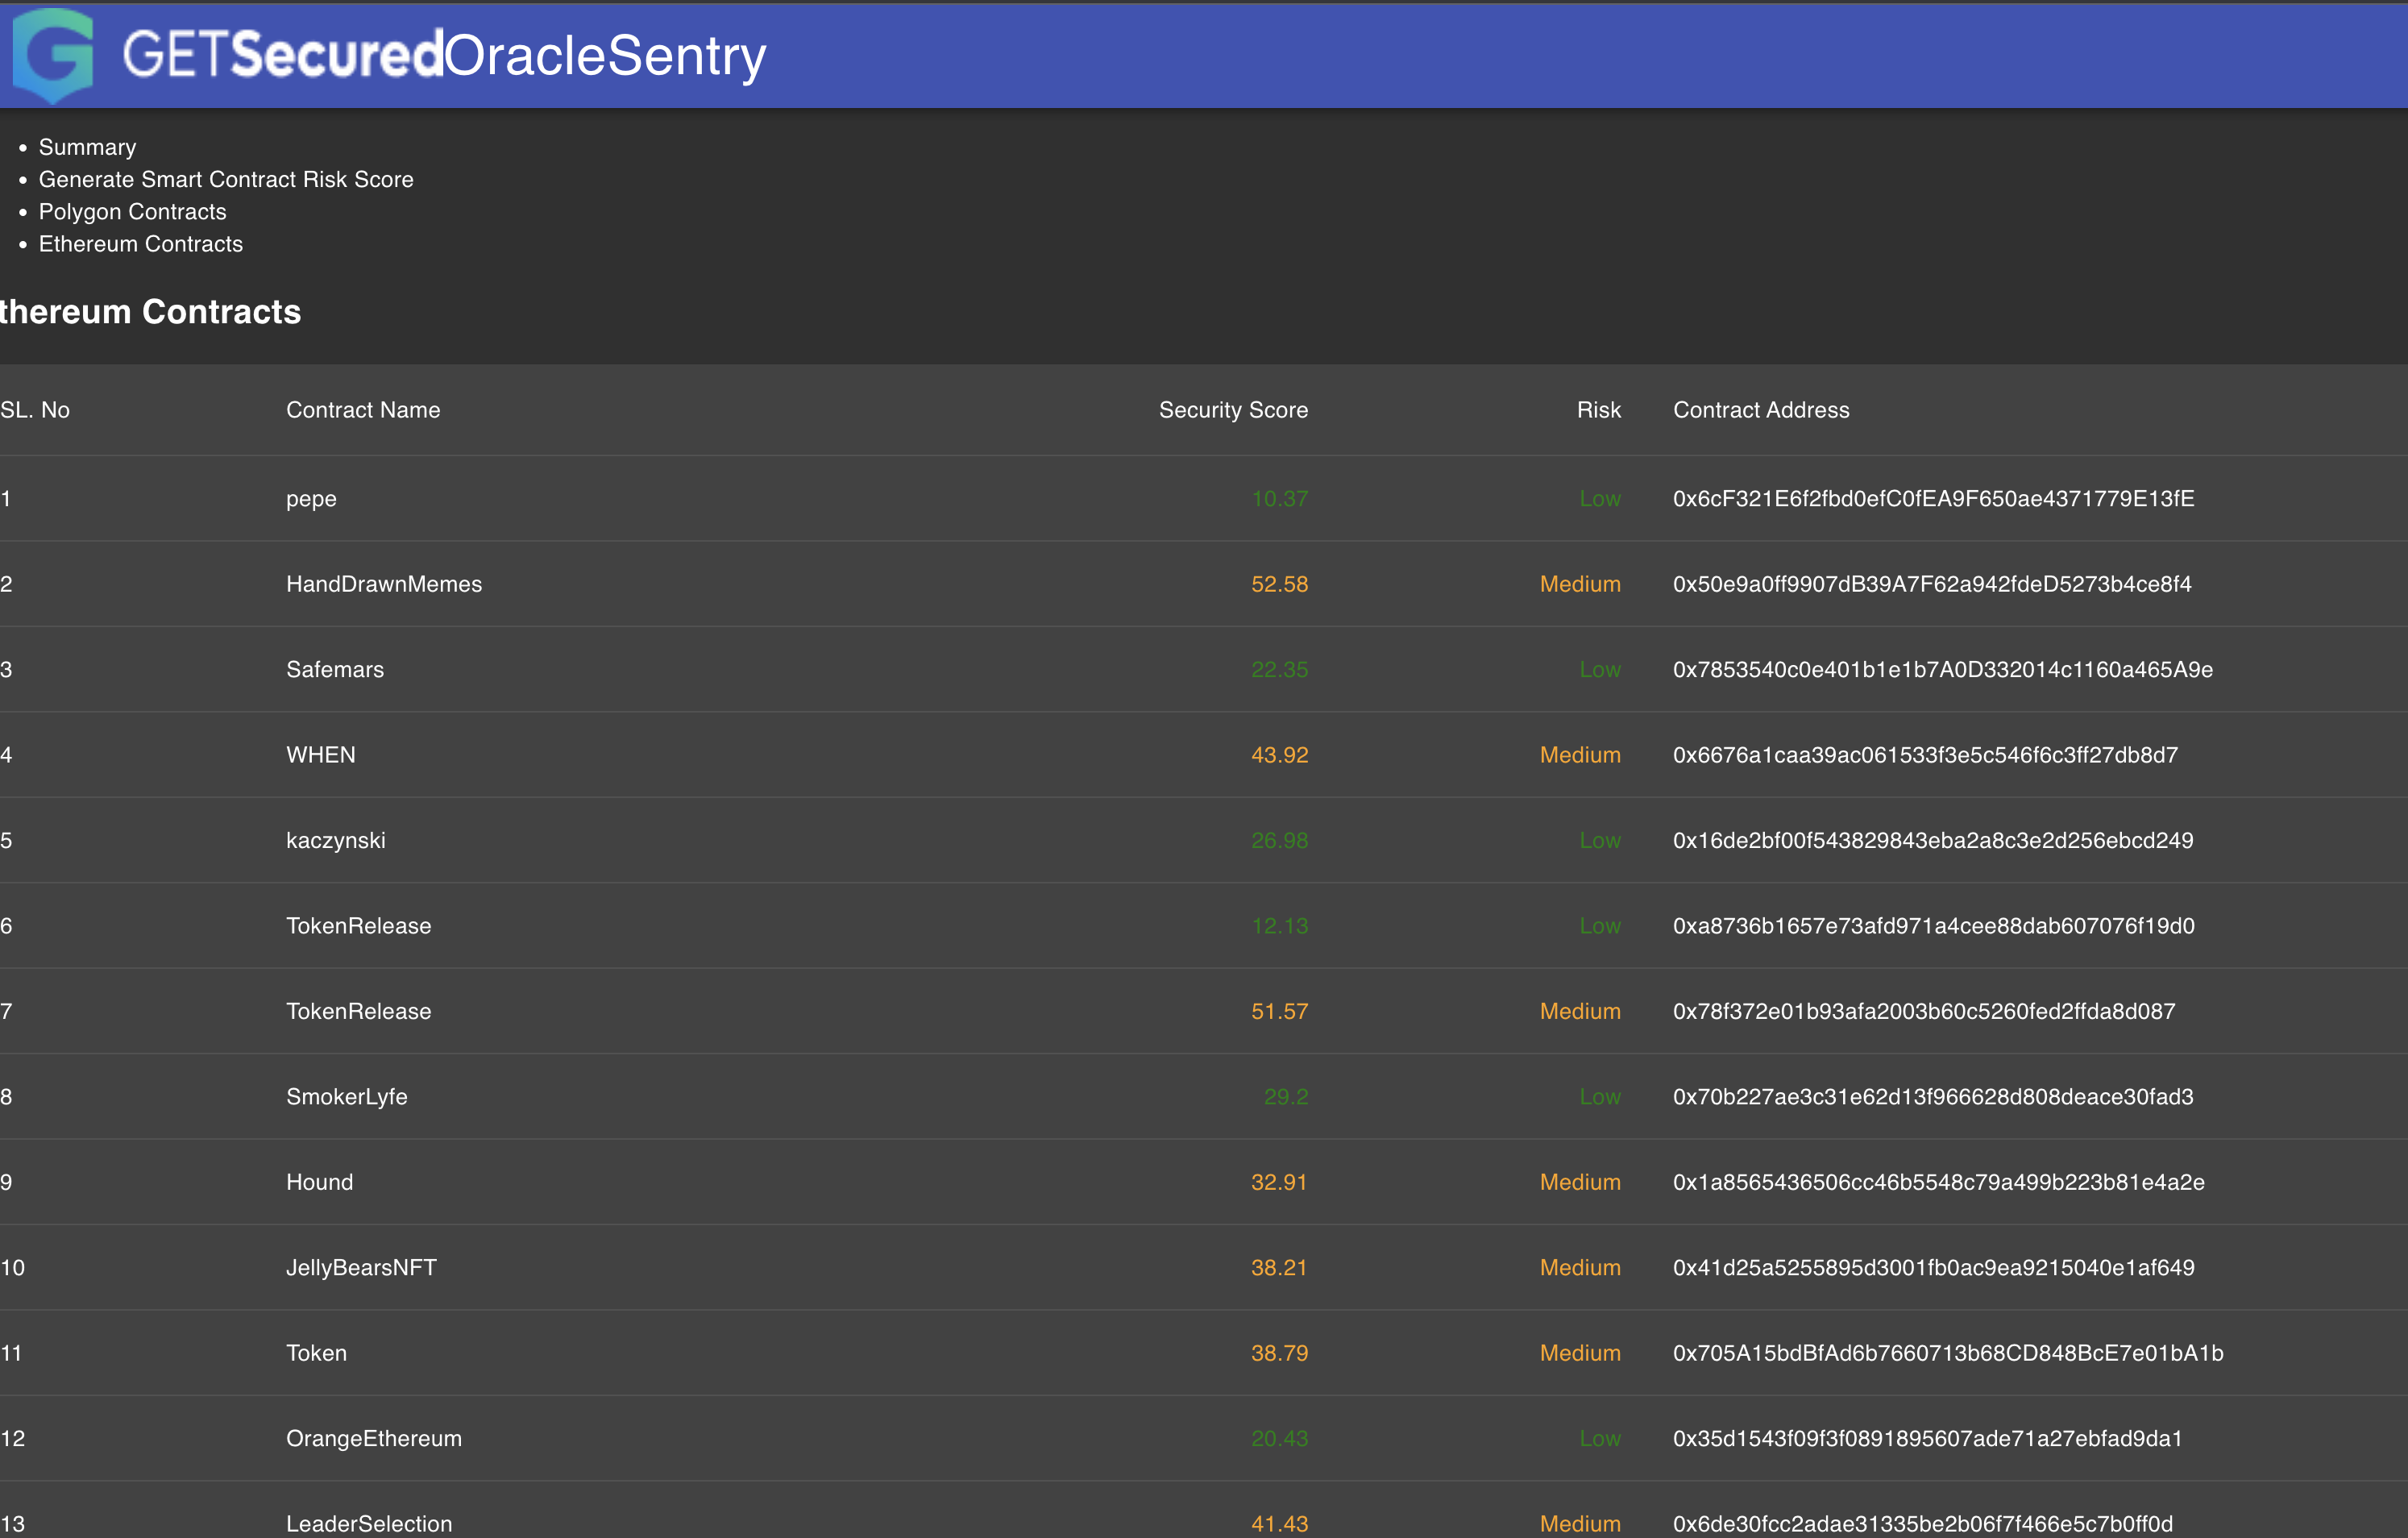 GETSecuredOracleSentry
• Summary
• Generate Smart Contract Risk Score
• Polygon Contracts
• Ethereum Contracts
thereum Contracts
SL. No Contract Name Security Score Risk Contract Address
1 pepe 10.37 Low 0x6cF321E6f2fbd0efC0fEA9F650ae4371779E13fE
2 HandDrawnMemes 52.58 Medium 0x50e9a0ff9907dB39A7F62a942fdeD5273b4ce8f4
3 Safemars 22.35 Low 0x7853540c0e401b1e1b7A0D332014c1160a465A9e
4 WHEN 43.92 Medium 0x6676a1caa39ac061533f3e5c546f6c3ff27db8d7
5 kaczynski 26.98 Low 0x16de2bf00f543829843eba2a8c3e2d256ebcd249
6 TokenRelease 12.13 Low 0xa8736b1657e73afd971a4cee88dab607076f19d0
7 TokenRelease 51.57 Medium 0x78f372e01b93afa2003b60c5260fed2ffda8d087
8 SmokerLyfe 29.2 Low 0x70b227ae3c31e62d13f966628d808deace30fad3
9 Hound 32.91 Medium 0x1a8565436506cc46b5548c79a499b223b81e4a2e
10 JellyBearsNFT 38.21 Medium 0x41d25a5255895d3001fb0ac9ea9215040e1af649
11 Token 38.79 Medium 0x705A15bdBfAd6b7660713b68CD848BcE7e01bA1b
12 OrangeEthereum 20.43 Low 0x35d1543f09f3f0891895607ade71a27ebfad9da1
13 LeaderSelection 41.43 Medium 0x6de30fcc2adae31335be2b06f7f466e5c7b0ff0d